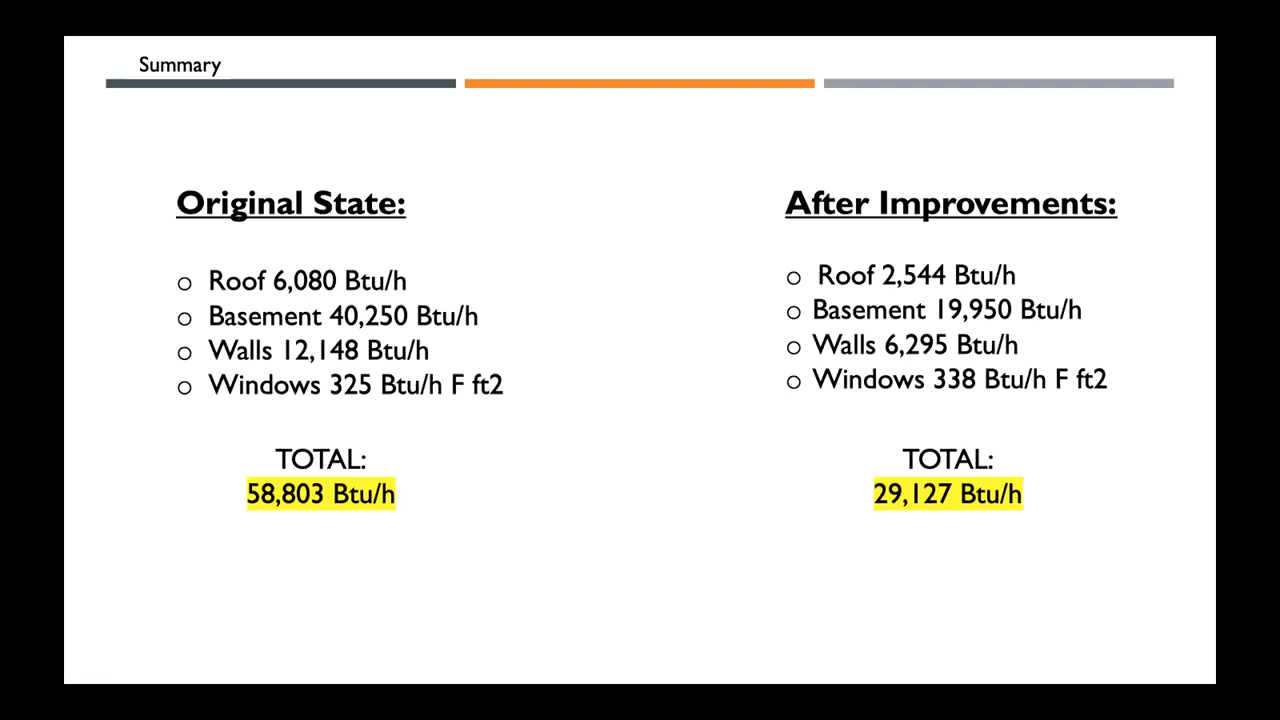 Summary
Original State:
o Roof 6,080 Btu/h
o Basement 40,250 Btu/h
o Walls 12,148 Btu/h
o Windows 325 Btu/h F ft2
TOTAL:
58,803 Btu/h
After Improvements:
o Roof 2,544 Btu/h
o Basement 19,950 Btu/h
o Walls 6,295 Btu/h
o Windows 338 Btu/h F ft2
TOTAL:
29,127 Btu/h